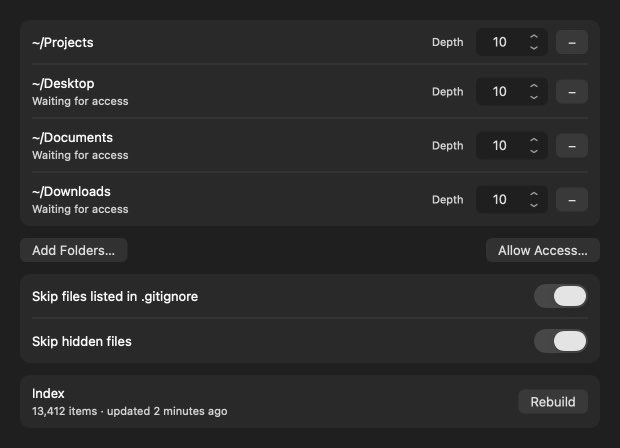 ~/Projects
Depth 10 –
~/Desktop
Waiting for access
Depth 10 –
~/Documents
Waiting for access
Depth 10 –
~/Downloads
Waiting for access
Depth 10 –
Add Folders... Allow Access...
Skip files listed in .gitignore
Skip hidden files
Index
13,412 items · updated 2 minutes ago
Rebuild